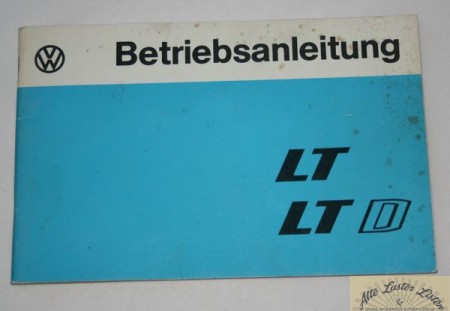 VW
Betriebsanleitung
LT
LT D
Alte Laster Listen